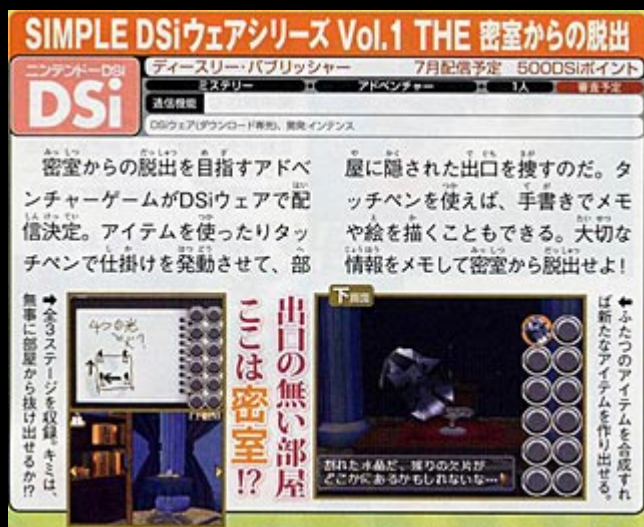 SIMPLE DSiウェアシリーズ Vol.1 THE 密室からの脱出
ニンテンドーDSi
DSi
ディースリー・パブリッシャー 7月配信予定 500DSiポイント
ミステリー アドベンチャー 1人 審査予定
通信機能
DSiウェア(ダウンロード専売)、開発:インテンス
密室からの脱出を目指すアドベ
ンチャーゲームがDSiウェアで配
信決定。アイテムを使ったりタッ
チペンで仕掛けを発動させて、部
屋に隠された出口を捜すのだ。タ
ッチペンを使えば、手書きでメモ
や絵を描くこともできる。大切な
情報をメモして密室から脱出せよ!
←ふたつのアイテムを合成すれ
ば新たなアイテムを作り出せる。
下画面
割れた水晶だ、残りの欠片が
どこかにあるかもしれないな…
出口の無い部屋
ここは密室!?
4つの光
→全3ステージを収録。キミは、
無事に部屋から抜け出せるか!?